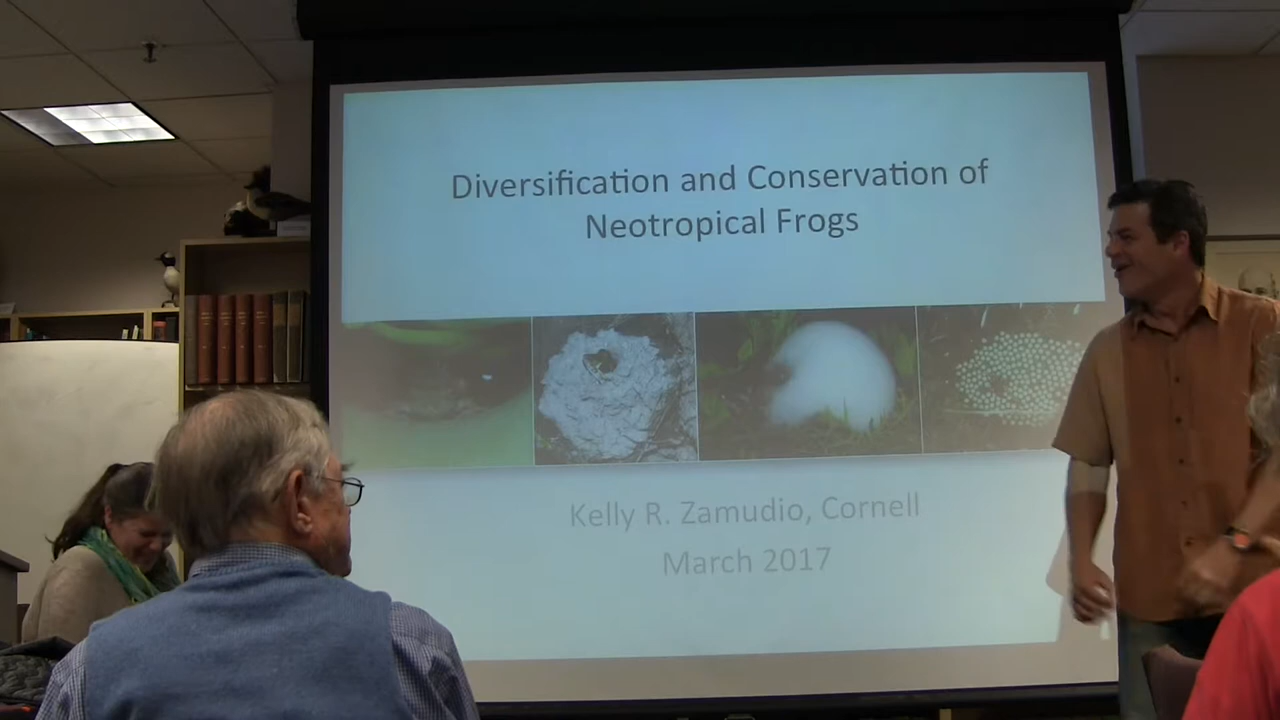 Diversification and Conservation of
Neotropical Frogs
Kelly R. Zamudio, Cornell
March 2017